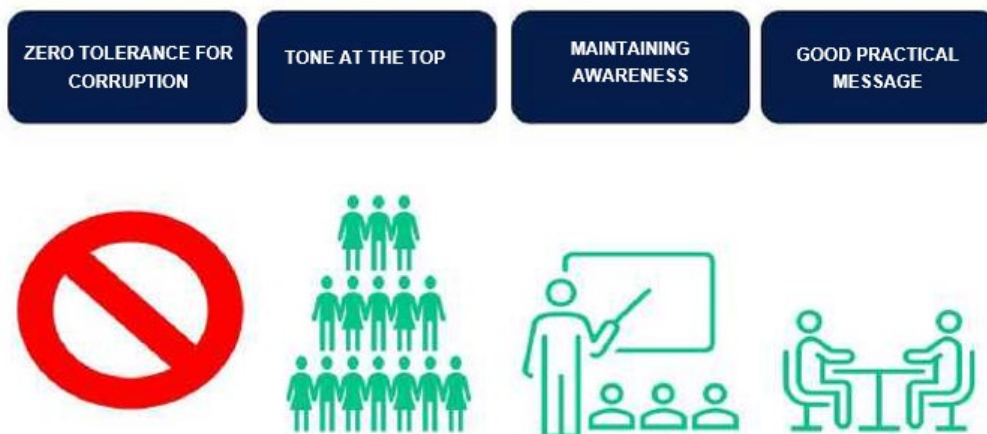 ZERO TOLERANCE FOR
CORRUPTION
TONE AT THE TOP
MAINTAINING
AWARENESS
GOOD PRACTICAL
MESSAGE